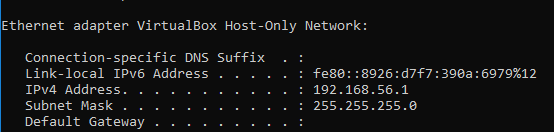 Ethernet adapter VirtualBox Host-Only Network:
Connection-specific DNS Suffix . :
Link-local IPv6 Address . . . . . : fe80::8926:d7f7:390a:6979%12
IPv4 Address. . . . . . . . . . . : 192.168.56.1
Subnet Mask . . . . . . . . . . . : 255.255.255.0
Default Gateway . . . . . . . . . :